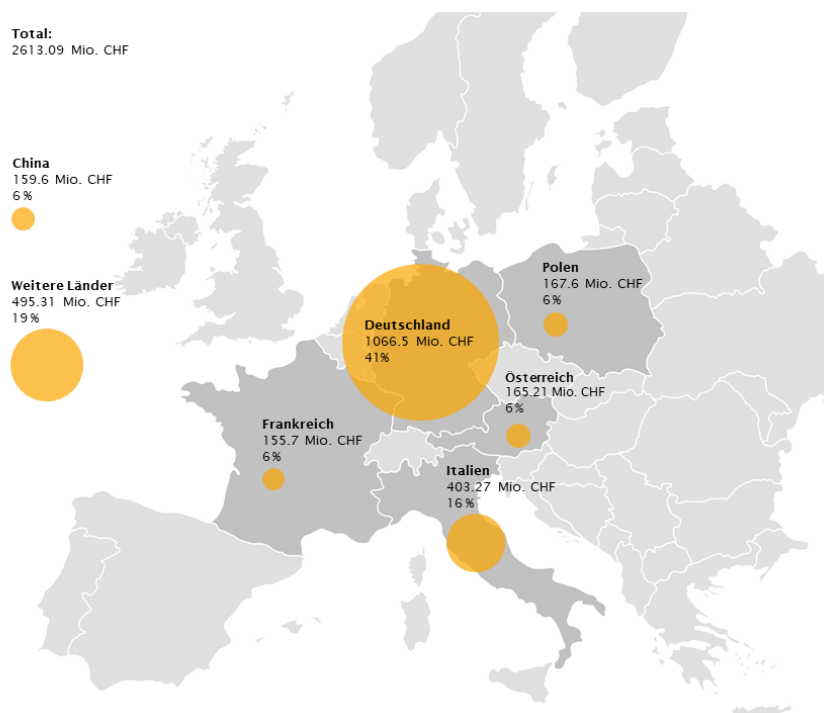 Total:
2613.09 Mio. CHF
China
159.6 Mio. CHF
6%
Weitere Länder
495.31 Mio. CHF
19%
Polen
167.6 Mio. CHF
6%
Deutschland
1066.5 Mio. CHF
41%
Österreich
165.21 Mio. CHF
6%
Frankreich
155.7 Mio. CHF
6%
Italien
403.27 Mio. CHF
16%